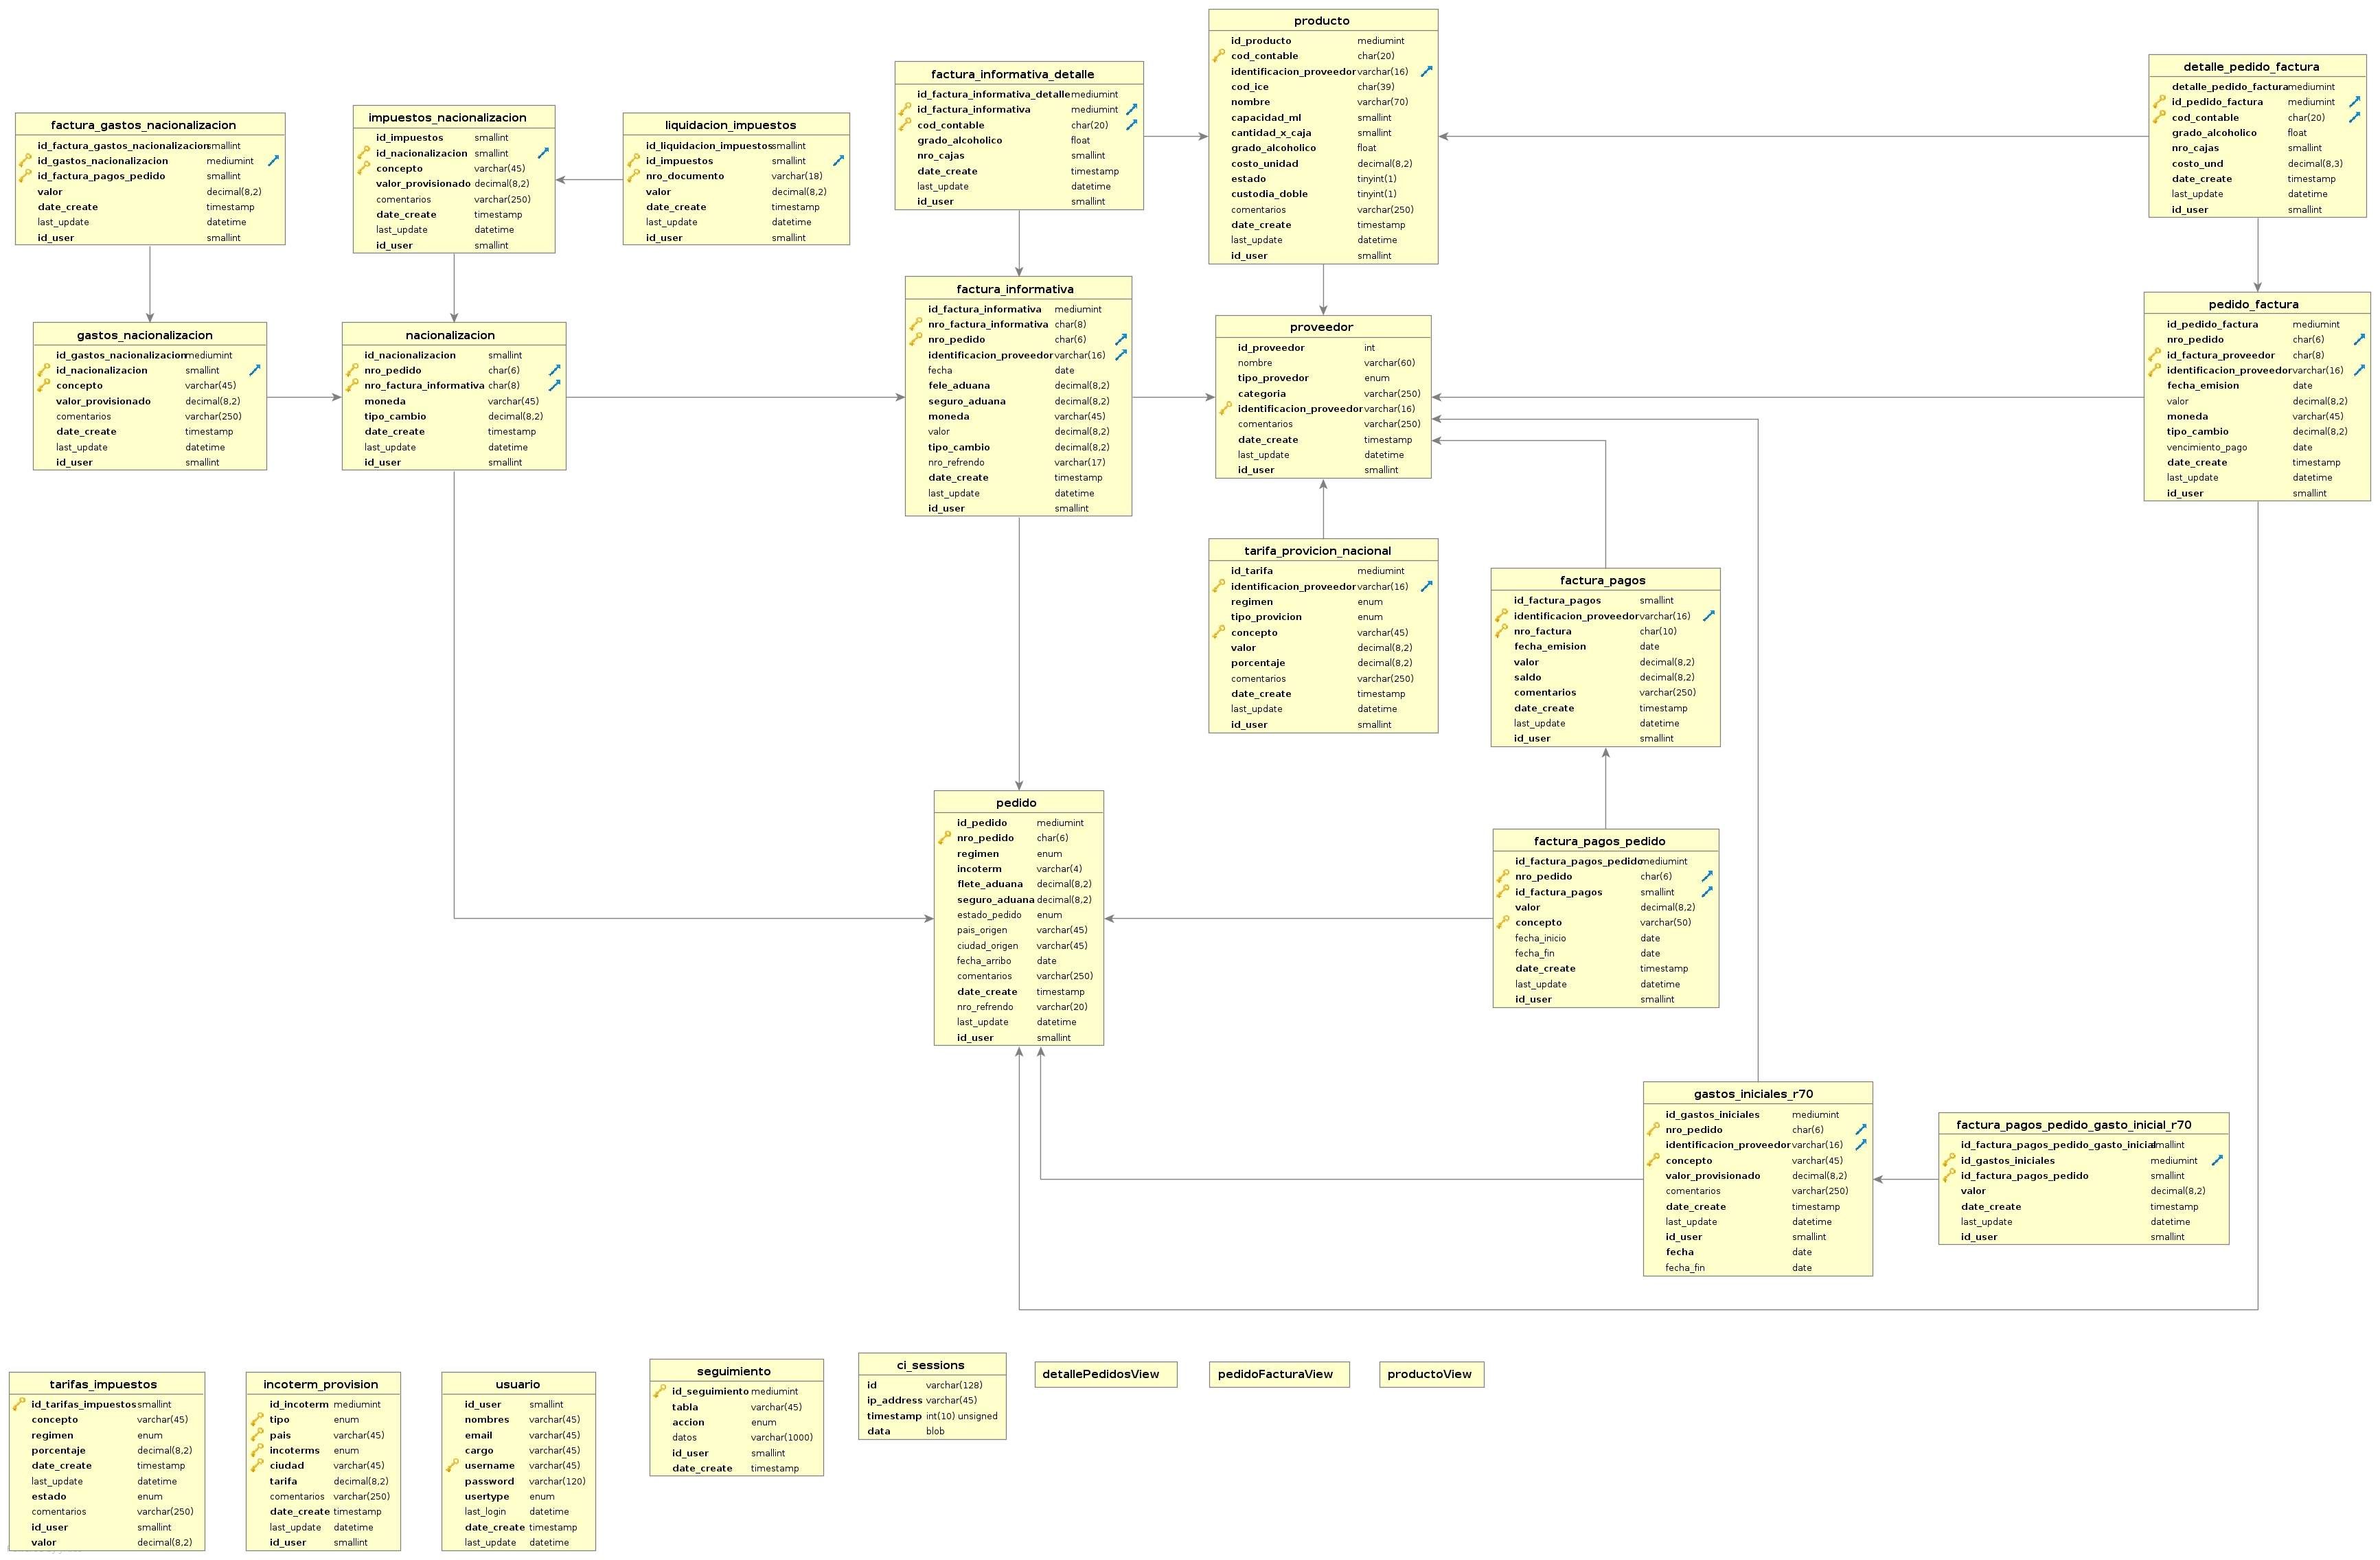 producto
id_producto mediumint
cod_contable char(20)
identificacion_proveedor varchar(16)
cod_ice char(39)
nombre varchar(70)
capacidad_ml smallint
cantidad_x_caja smallint
grado_alcoholico float
costo_unidad decimal(8,2)
estado tinyint(1)
custodia_doble tinyint(1)
comentarios varchar(250)
date_create timestamp
last_update datetime
id_user smallint
detalle_pedido_factura
detalle_pedido_factura mediumint
id_pedido_factura mediumint
cod_contable char(20)
grado_alcoholico float
nro_cajas smallint
costo_und decimal(8,3)
date_create timestamp
last_update datetime
id_user smallint
factura_informativa_detalle
id_factura_informativa_detalle mediumint
id_factura_informativa mediumint
cod_contable char(20)
grado_alcoholico float
nro_cajas smallint
date_create timestamp
last_update datetime
id_user smallint
impuestos_nacionalizacion
id_impuestos smallint
id_nacionalizacion smallint
concepto varchar(45)
valor_provisionado decimal(8,2)
comentarios varchar(250)
date_create timestamp
last_update datetime
id_user smallint
factura_gastos_nacionalizacion
id_factura_gastos_nacionalizacion smallint
id_gastos_nacionalizacion mediumint
id_factura_pagos_pedido smallint
valor decimal(8,2)
date_create timestamp
last_update datetime
id_user smallint
liquidacion_impuestos
id_liquidacion_impuestos smallint
id_impuestos smallint
nro_documento varchar(18)
valor decimal(8,2)
date_create timestamp
last_update datetime
id_user smallint
factura_informativa
id_factura_informativa mediumint
nro_factura_informativa char(8)
nro_pedido char(6)
identificacion_proveedor varchar(16)
fecha date
fele_aduana decimal(8,2)
seguro_aduana decimal(8,2)
moneda varchar(45)
valor decimal(8,2)
tipo_cambio decimal(8,2)
nro_refrendo varchar(17)
date_create timestamp
last_update datetime
id_user smallint
pedido_factura
id_pedido_factura mediumint
nro_pedido char(6)
id_factura_proveedor char(8)
identificacion_proveedor varchar(16)
fecha_emision date
valor decimal(8,2)
moneda varchar(45)
tipo_cambio decimal(8,2)
vencimiento_pago date
date_create timestamp
last_update datetime
id_user smallint
proveedor
id_proveedor int
nombre varchar(60)
tipo_provedor enum
categoria varchar(250)
identificacion_proveedor varchar(16)
comentarios varchar(250)
date_create timestamp
last_update datetime
id_user smallint
gastos_nacionalizacion
id_gastos_nacionalizacion mediumint
id_nacionalizacion smallint
concepto varchar(45)
valor_provisionado decimal(8,2)
comentarios varchar(250)
date_create timestamp
last_update datetime
id_user smallint
nacionalizacion
id_nacionalizacion smallint
nro_pedido char(6)
nro_factura_informativa char(8)
moneda varchar(45)
tipo_cambio decimal(8,2)
date_create timestamp
last_update datetime
id_user smallint
tarifa_provicion_nacional
id_tarifa mediumint
identificacion_proveedor varchar(16)
regimen enum
tipo_provicion enum
concepto varchar(45)
valor decimal(8,2)
porcentaje decimal(8,2)
comentarios varchar(250)
date_create timestamp
last_update datetime
id_user smallint
factura_pagos
id_factura_pagos smallint
identificacion_proveedor varchar(16)
nro_factura char(10)
fecha_emision date
valor decimal(8,2)
saldo decimal(8,2)
comentarios varchar(250)
date_create timestamp
last_update datetime
id_user smallint
pedido
id_pedido mediumint
nro_pedido char(6)
regimen enum
incoterm varchar(4)
flete_aduana decimal(8,2)
seguro_aduana decimal(8,2)
estado_pedido enum
pais_origen varchar(45)
ciudad_origen varchar(45)
fecha_arribo date
comentarios varchar(250)
date_create timestamp
nro_refrendo varchar(20)
last_update datetime
id_user smallint
factura_pagos_pedido
id_factura_pagos_pedido mediumint
nro_pedido char(6)
id_factura_pagos smallint
valor decimal(8,2)
concepto varchar(50)
fecha_inicio date
fecha_fin date
date_create timestamp
last_update datetime
id_user smallint
gastos_iniciales_r70
id_gastos_iniciales mediumint
nro_pedido char(6)
identificacion_proveedor varchar(16)
concepto varchar(45)
valor_provisionado decimal(8,2)
comentarios varchar(250)
date_create timestamp
last_update datetime
id_user smallint
fecha date
fecha_fin date
factura_pagos_pedido_gasto_inicial_r70
id_factura_pagos_pedido_gasto_inicial smallint
id_gastos_iniciales mediumint
id_factura_pagos_pedido smallint
valor decimal(8,2)
date_create timestamp
last_update datetime
id_user smallint
tarifas_impuestos
id_tarifas_impuestos smallint
concepto varchar(45)
regimen enum
porcentaje decimal(8,2)
date_create timestamp
last_update datetime
estado enum
comentarios varchar(250)
id_user smallint
valor decimal(8,2)
incoterm_provision
id_incoterm mediumint
tipo enum
pais varchar(45)
incoterms enum
ciudad varchar(45)
tarifa decimal(8,2)
comentarios varchar(250)
date_create timestamp
last_update datetime
id_user smallint
usuario
id_user smallint
nombres varchar(45)
email varchar(45)
cargo varchar(45)
username varchar(45)
password varchar(120)
usertype enum
last_login datetime
date_create timestamp
last_update datetime
seguimiento
id_seguimiento mediumint
tabla varchar(45)
accion enum
datos varchar(1000)
id_user smallint
date_create timestamp
ci_sessions
id varchar(128)
ip_address varchar(45)
timestamp int(10) unsigned
data blob
detallePedidosView
pedidoFacturaView
productoView